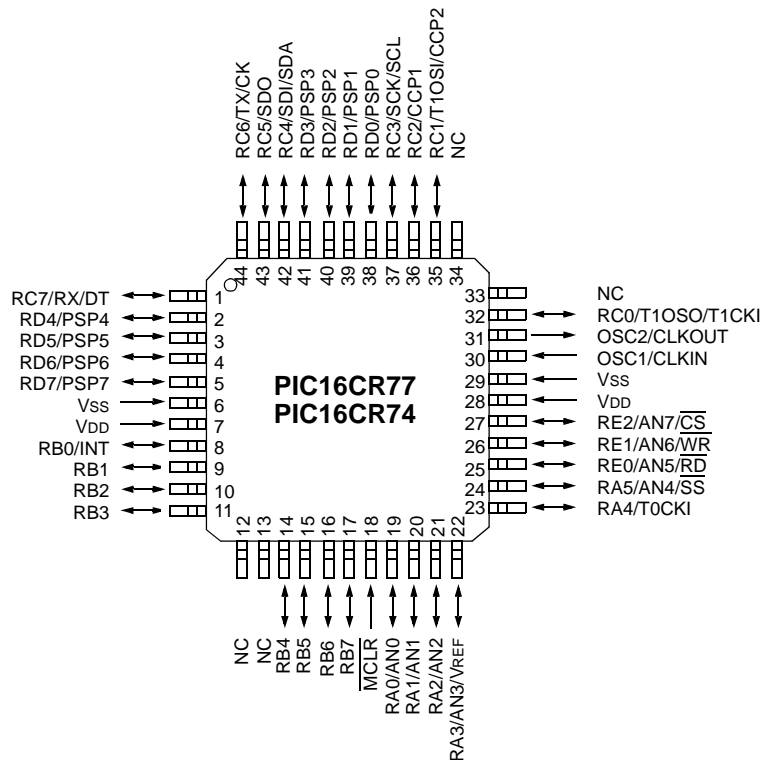 RC6/TX/CK
RC5/SDO
RC4/SDI/SDA
RD3/PSP3
RD2/PSP2
RD1/PSP1
RD0/PSP0
RC3/SCK/SCL
RC2/CCP1
RC1/T1OSI/CCP2
NC
44 43 42 41 40 39 38 37 36 35 34
RC7/RX/DT 1
RD4/PSP4 2
RD5/PSP5 3
RD6/PSP6 4
RD7/PSP7 5
VSS 6
VDD 7
RB0/INT 8
RB1 9
RB2 10
RB3 11
PIC16CR77
PIC16CR74
33 NC
32 RC0/T1OSO/T1CKI
31 OSC2/CLKOUT
30 OSC1/CLKIN
29 VSS
28 VDD
27 RE2/AN7/CS
26 RE1/AN6/WR
25 RE0/AN5/RD
24 RA5/AN4/SS
23 RA4/T0CKI
12 13 14 15 16 17 18 19 20 21 22
NC
NC
RB4
RB5
RB6
RB7
MCLR
RA0/AN0
RA1/AN1
RA2/AN2
RA3/AN3/VREF